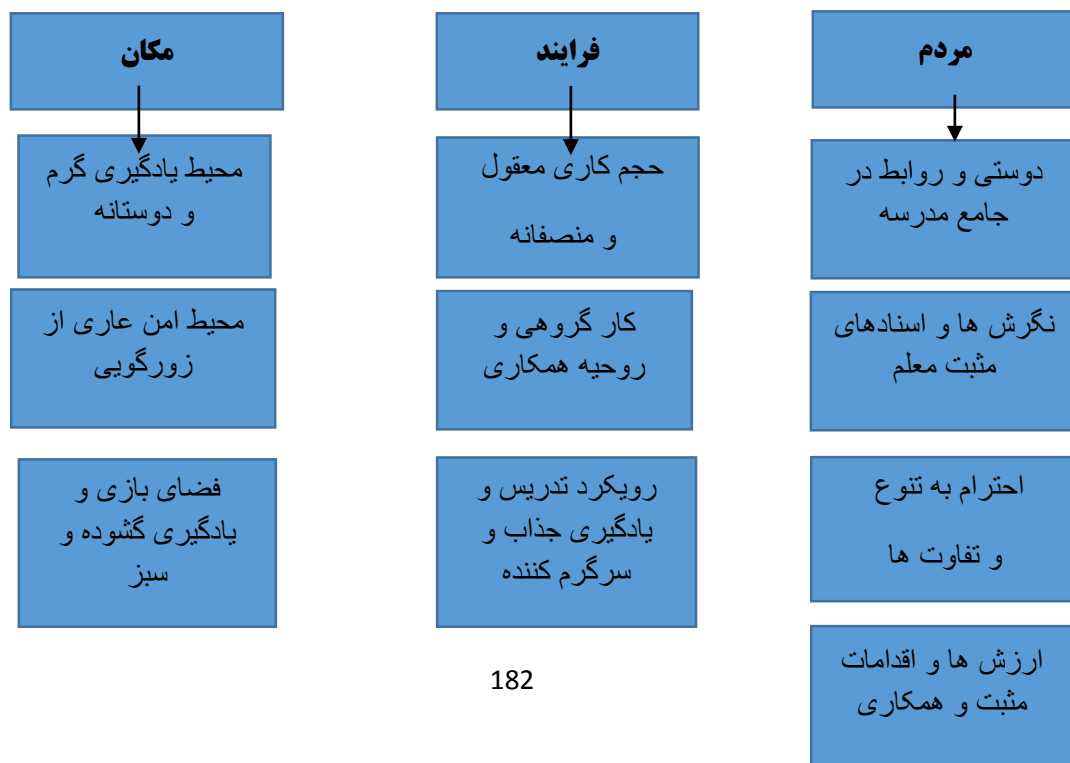 مردم
فرایند
مکان
دوستی و روابط در
جامع مدرسه
حجم کاری معقول
و منصفانه
محیط یادگیری گرم
و دوستانه
نگرش ها و اسنادهای
مثبت معلم
کار گروهی و
روحیه همکاری
محیط امن عاری از
زورگویی
احترام به تنوع
و تفاوت ها
رویکرد تدریس و
یادگیری جذاب و
سرگرم کننده
فضای بازی و
یادگیری گشوده و
سبز
ارزش ها و اقدامات
مثبت و همکاری
182